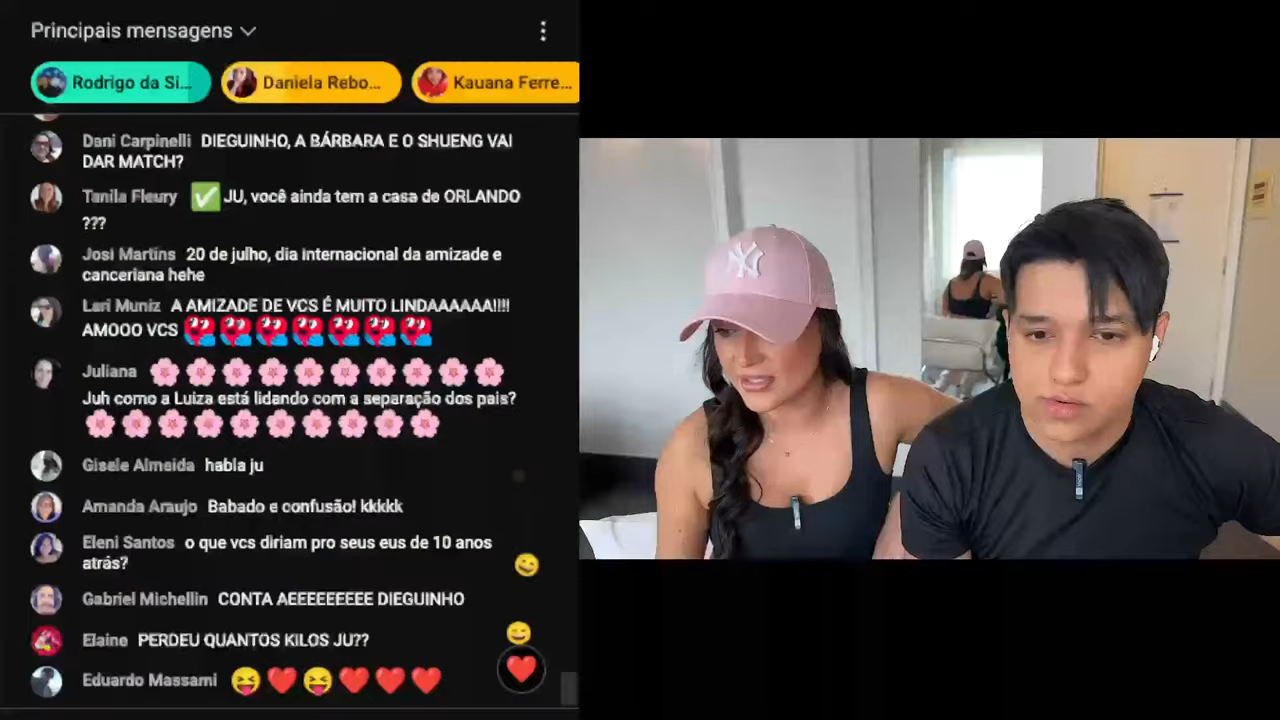 Principais mensagens
Rodrigo da Si... Daniela Rebo... Kauana Ferre...
Dani Carpinelli DIEGUINHO, A BÁRBARA E O SHUENG VAI
DAR MATCH?
Tanila Fleury JU, você ainda tem a casa de ORLANDO
???
Josi Martins 20 de julho, dia internacional da amizade e
canceriana hehe
Lari Muniz A AMIZADE DE VCS É MUITO LINDAAAAAA!!!!
AMOOO VCS
Juliana
Juh como a Luiza está lidando com a separação dos pais?
Gisele Almeida habla ju
Amanda Araujo Babado e confusão! kkkkk
Eleni Santos o que vcs diriam pro seus eus de 10 anos
atrás?
Gabriel Michellin CONTA AEEEEEEEEE DIEGUINHO
Elaine PERDEU QUANTOS KILOS JU??
Eduardo Massami
NY